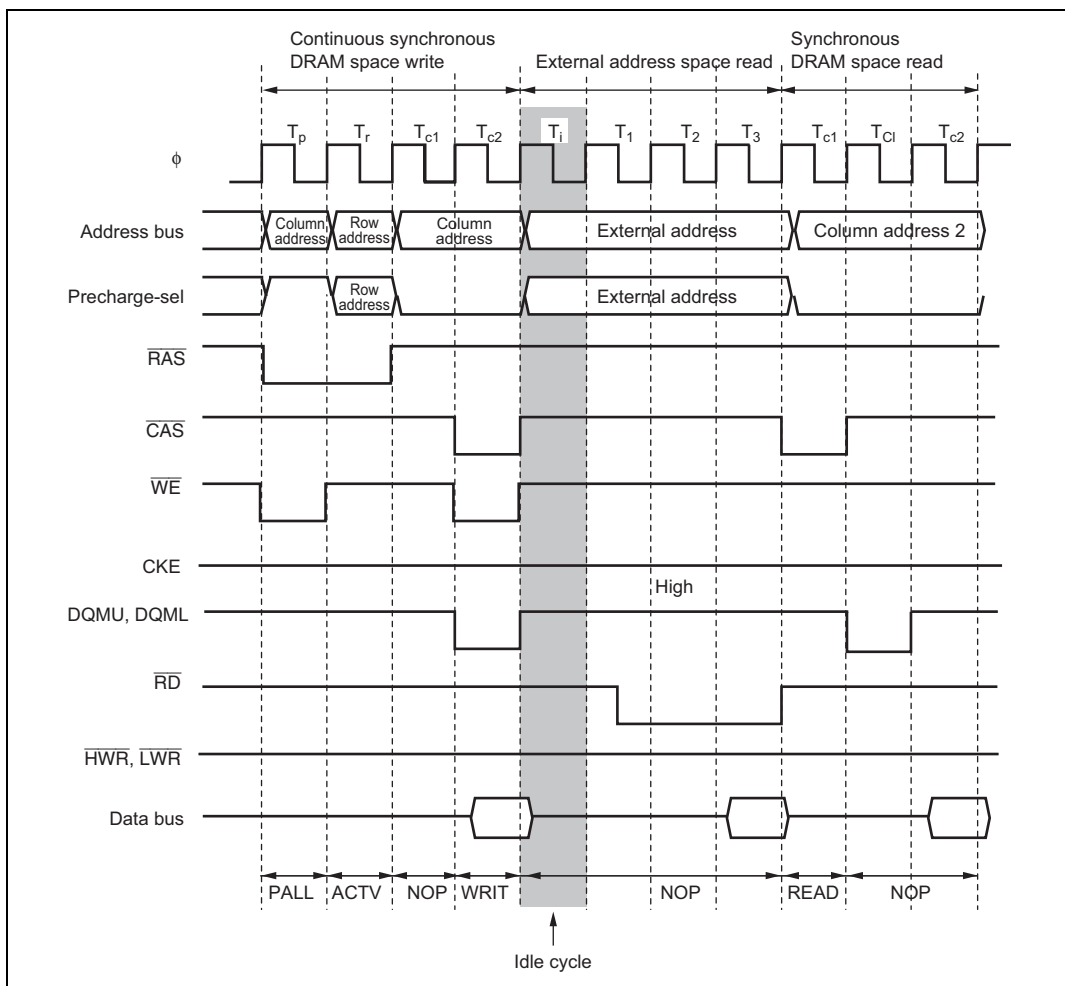 Continuous synchronous
DRAM space write
External address space read
Synchronous
DRAM space read
Tp Tr Tc1 Tc2 Ti T1 T2 T3 Tc1 TCl Tc2
ϕ
Address bus
Column
address
Row
address
Column
address
External address
Column address 2
Precharge-sel
Row
address
External address
RAS
CAS
WE
CKE
High
DQMU, DQML
RD
HWR, LWR
Data bus
PALL ACTV NOP WRIT NOP READ NOP
Idle cycle